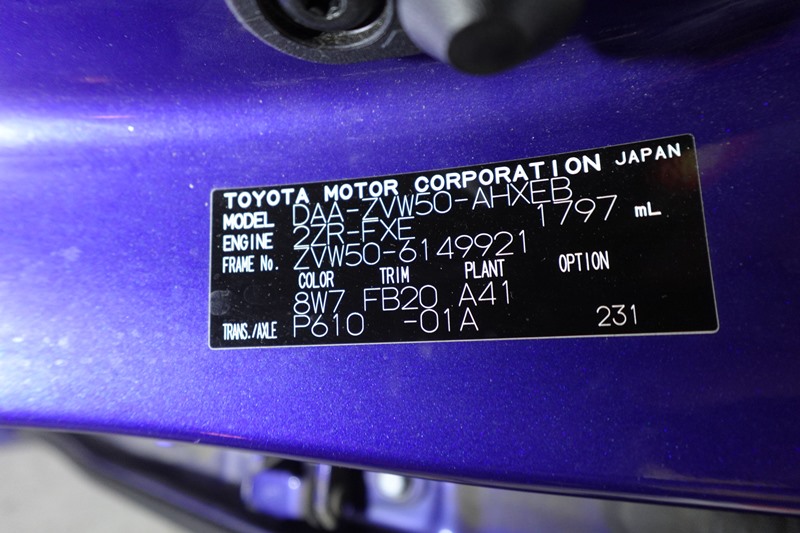 TOYOTA MOTOR CORPORATION JAPAN
MODEL DAA-ZVW50-AHXEB
ENGINE 2ZR-FXE 1797 mL
FRAME No. ZVW50-6149921
COLOR TRIM PLANT OPTION
8W7 FB20 A41
TRANS./AXLE P610 -01A 231